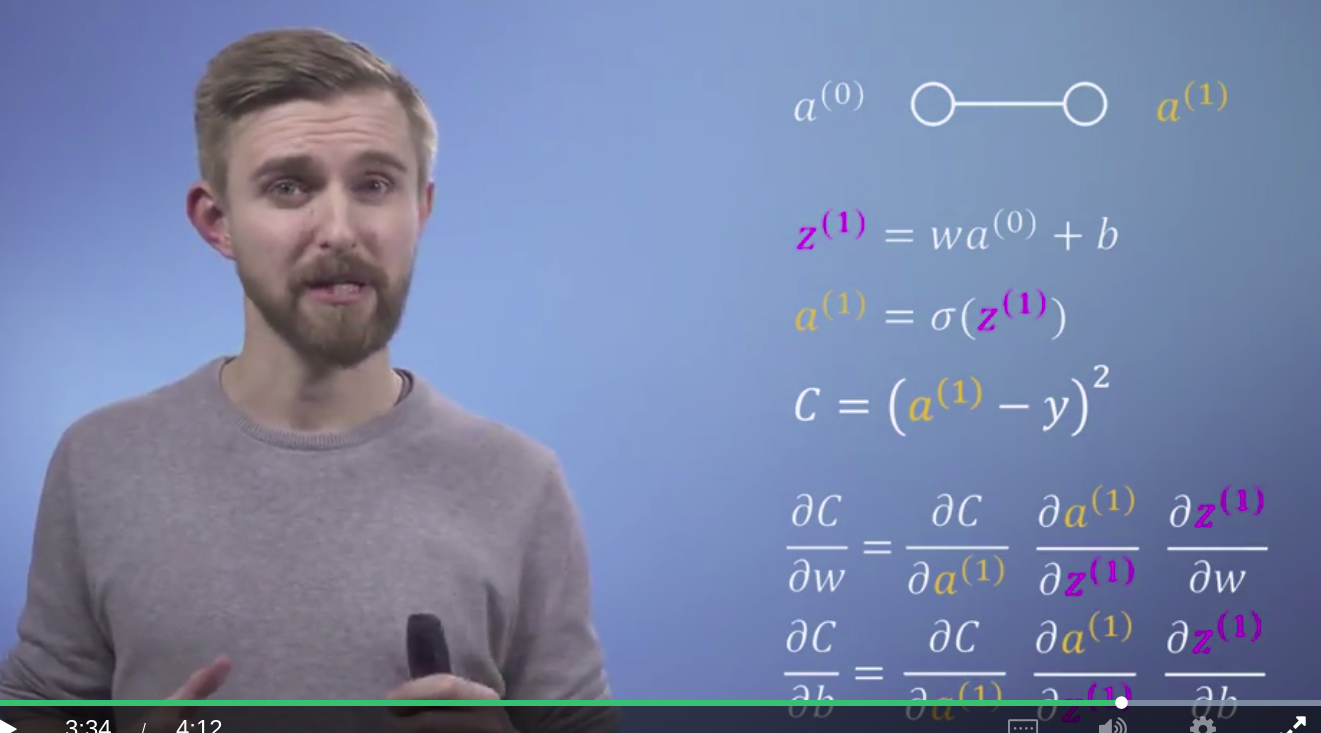 a⁽⁰⁾ a⁽¹⁾
z⁽¹⁾ = wa⁽⁰⁾ + b
a⁽¹⁾ = σ(z⁽¹⁾)
C = (a⁽¹⁾ − y)²
∂C/∂w = ∂C/∂a⁽¹⁾ ∂a⁽¹⁾/∂z⁽¹⁾ ∂z⁽¹⁾/∂w
∂C/∂b = ∂C/∂a⁽¹⁾ ∂a⁽¹⁾/∂z⁽¹⁾ ∂z⁽¹⁾/∂b
3:34 / 4:12